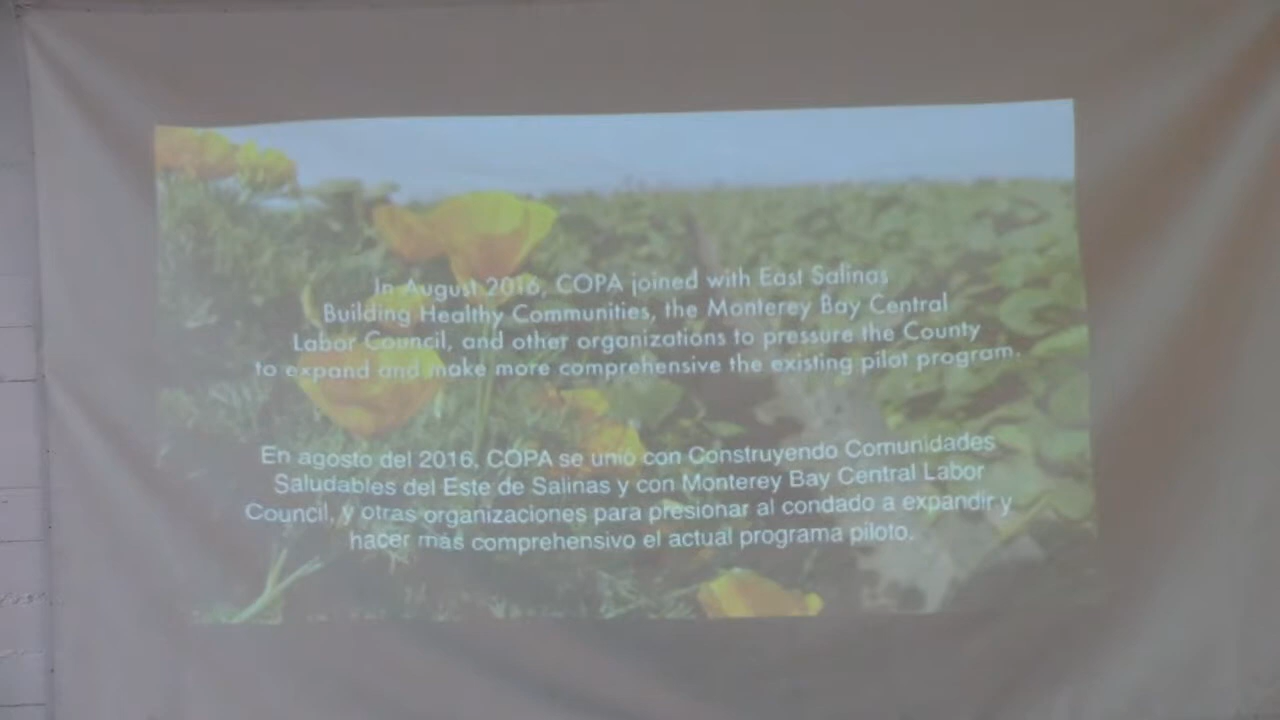 In August 2016, COPA joined with East Salinas
Building Healthy Communities, the Monterey Bay Central
Labor Council, and other organizations to pressure the County
to expand and make more comprehensive the existing pilot program.
En agosto del 2016, COPA se unió con Construyendo Comunidades
Saludables del Este de Salinas y con Monterey Bay Central Labor
Council, y otras organizaciones para presionar al condado a expandir y
hacer mas comprehensivo el actual programa piloto.